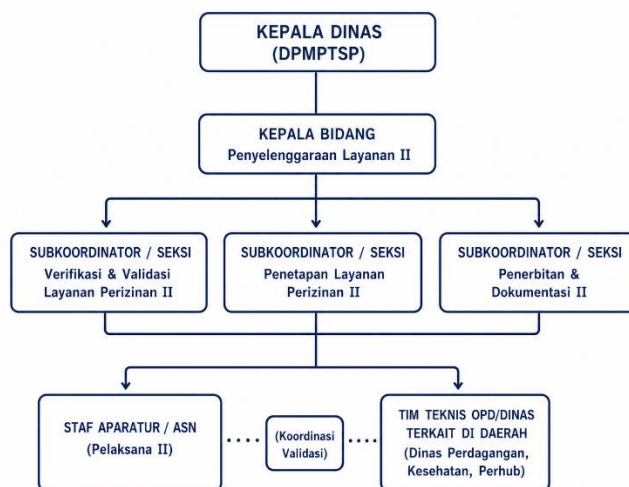 KEPALA DINAS
(DPMPTSP)
KEPALA BIDANG
Penyelenggaraan Layanan II
SUBKOORDINATOR / SEKSI
Verifikasi & Validasi
Layanan Perizinan II
SUBKOORDINATOR / SEKSI
Penetapan Layanan
Perizinan II
SUBKOORDINATOR / SEKSI
Penerbitan &
Dokumentasi II
STAF APARATUR / ASN
(Pelaksana II)
(Koordinasi
Validasi)
TIM TEKNIS OPD/DINAS
TERKAIT DI DAERAH
(Dinas Perdagangan,
Kesehatan, Perhub)